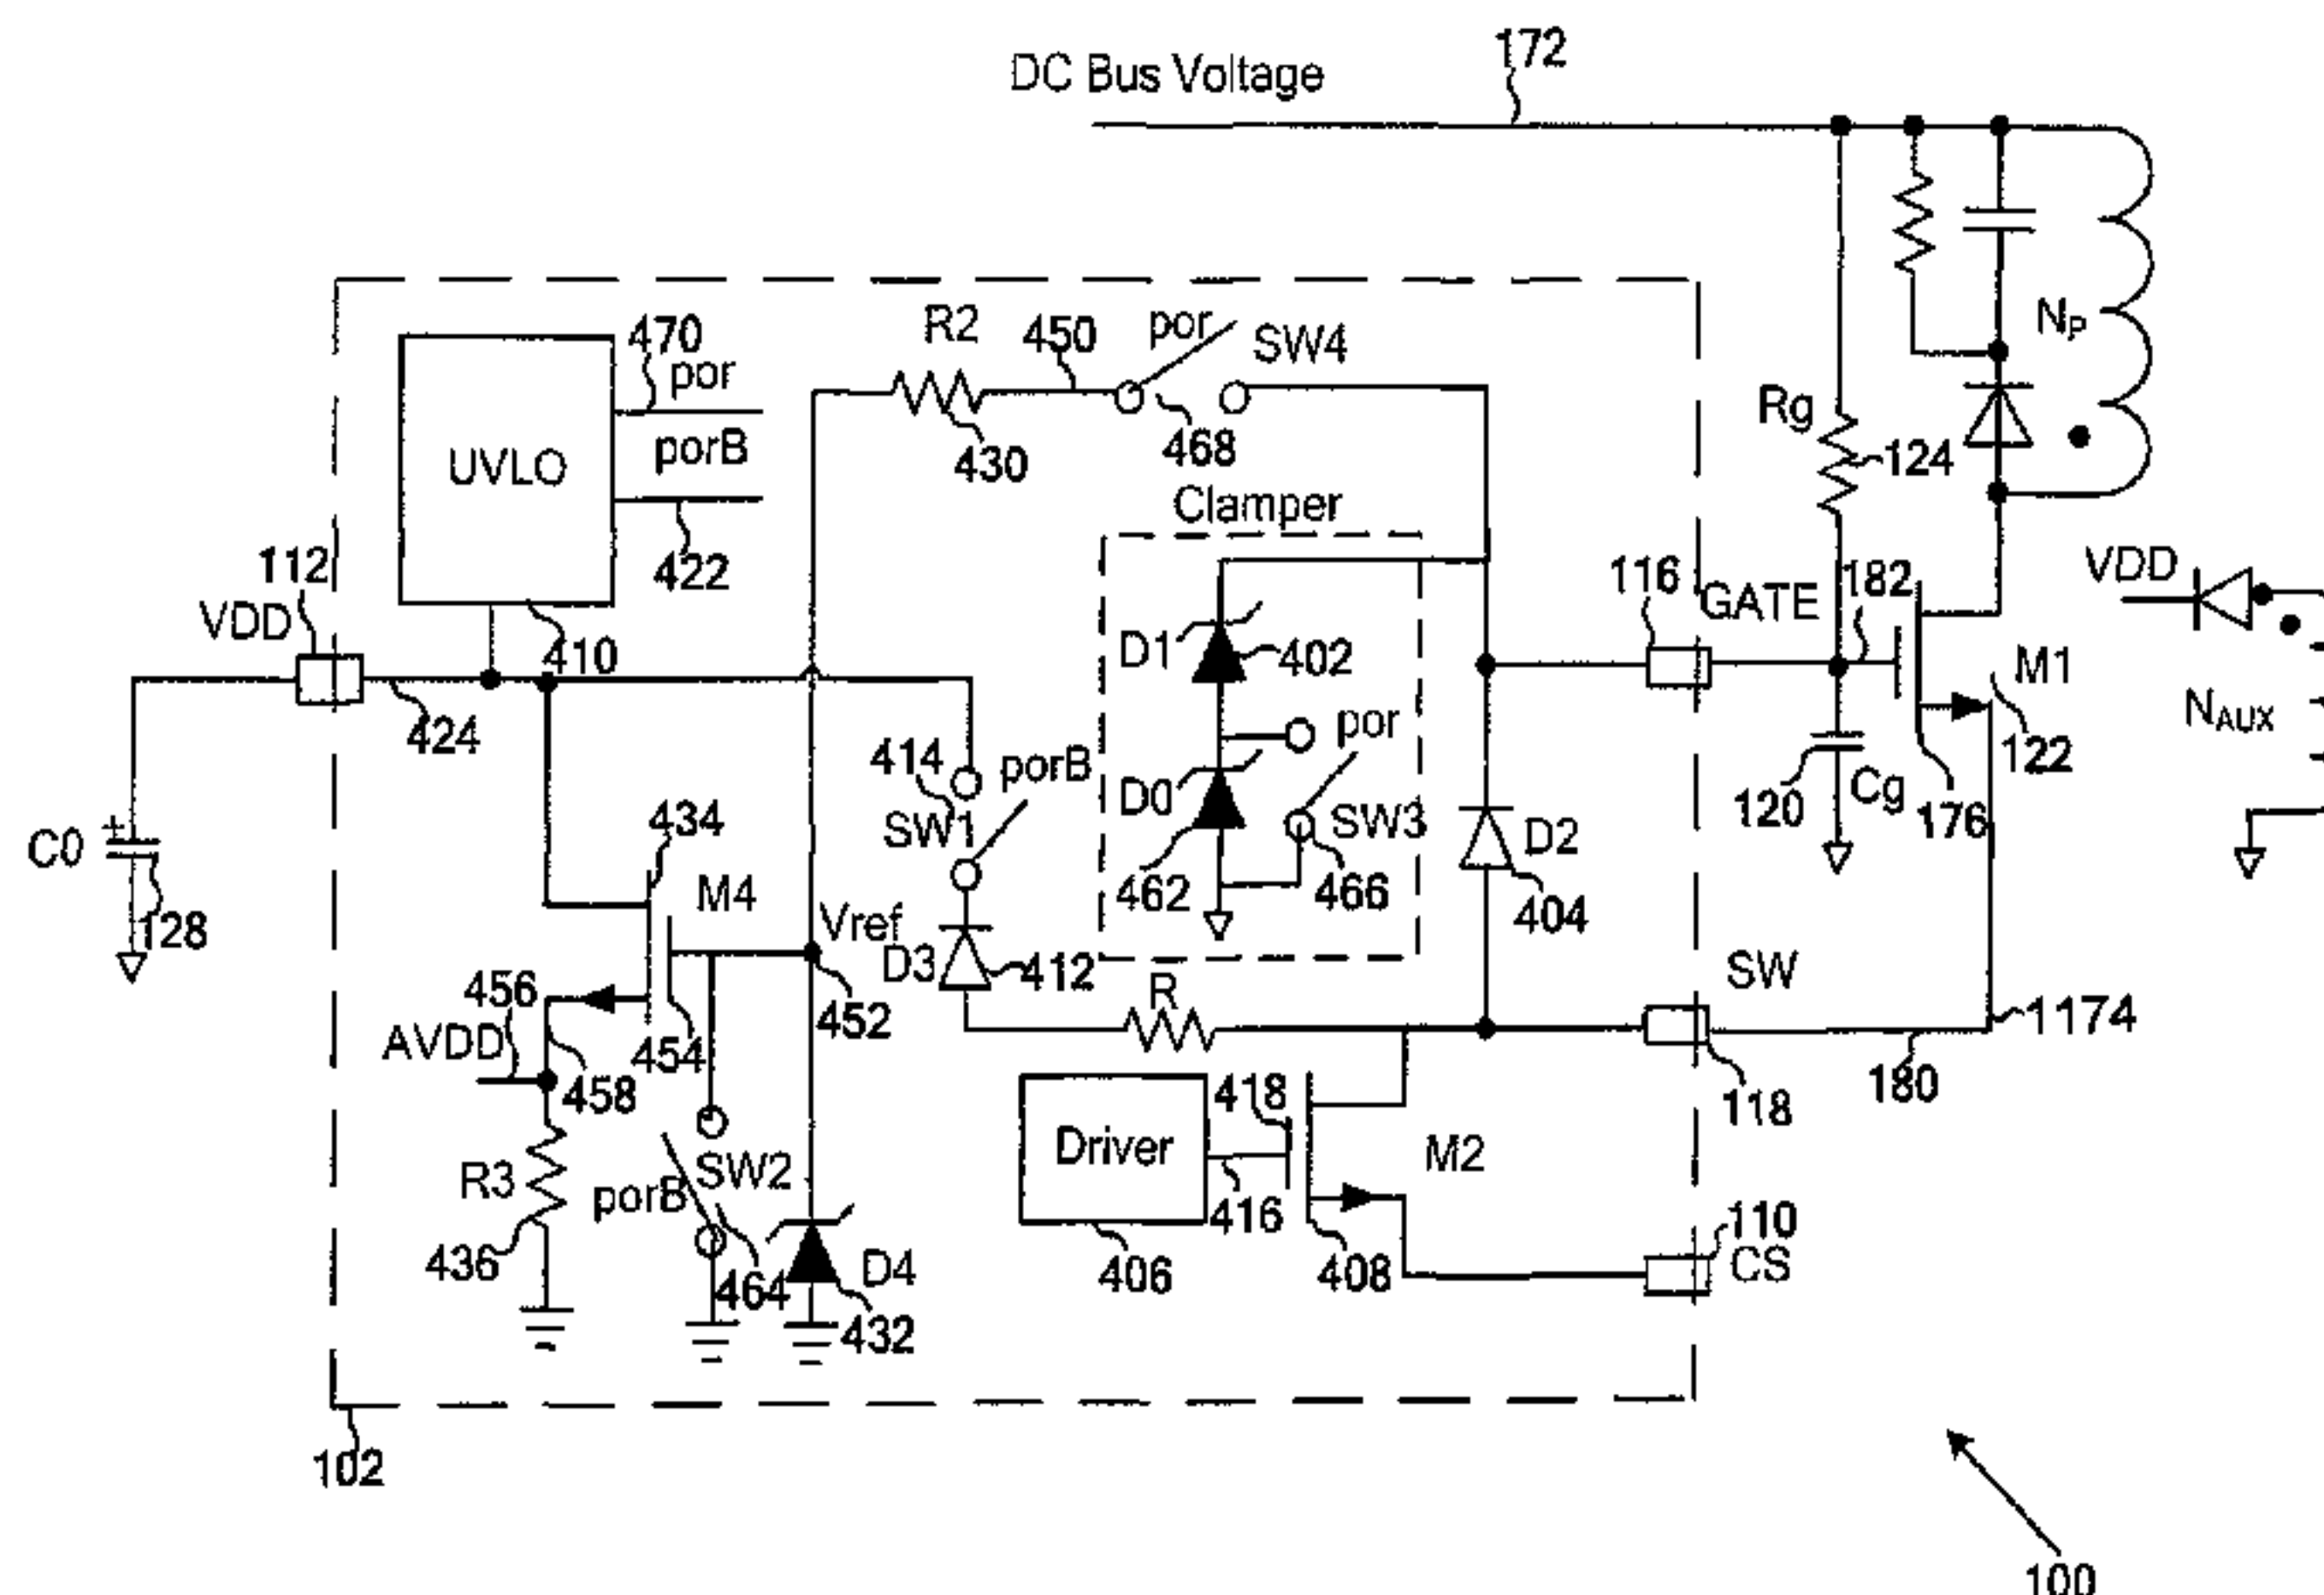 172
DC Bus Voltage
470
por
R2
450
por
SW4
NP
UVLO
porB
430
468
Rg
124
Clamper
422
112
VDD
410
116
GATE
182
VDD
D1
402
M1
424
414
porB
por
NAUX
122
SW1
D0
SW3
120
Cg
176
C0
434
D2
128
M4
Vref
D3
412
462
466
404
456
AVDD
454
452
R
SW
1174
458
418
180
118
R3
porB
SW2
Driver
M2
416
110
CS
436
464
D4
432
406
408
102
100